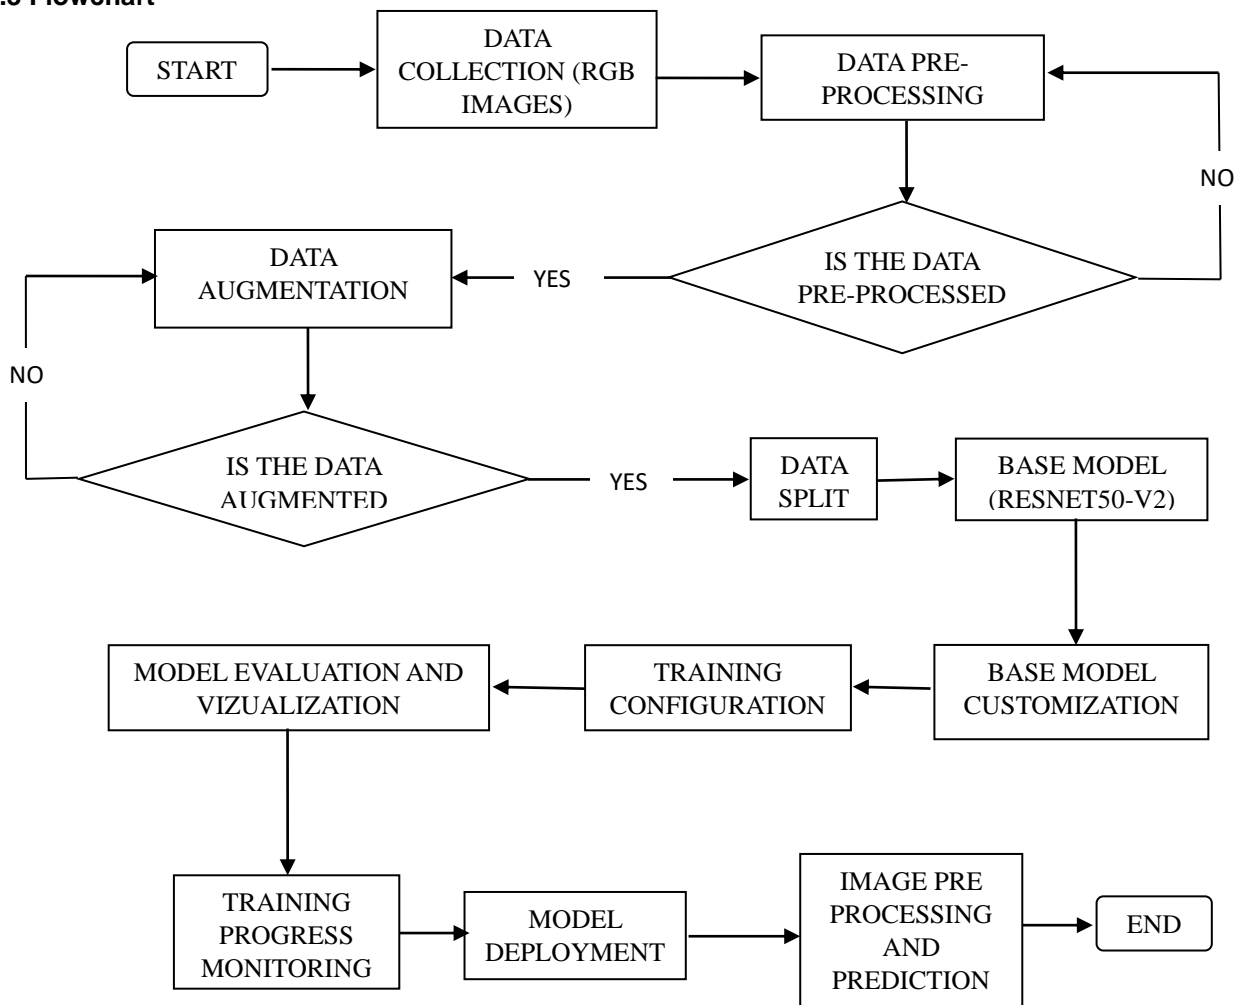 .3 Flowchart
START
DATA
COLLECTION (RGB
IMAGES)
DATA PRE-
PROCESSING
NO
IS THE DATA
PRE-PROCESSED
YES
DATA
AUGMENTATION
NO
IS THE DATA
AUGMENTED
YES
DATA
SPLIT
BASE MODEL
(RESNET50-V2)
BASE MODEL
CUSTOMIZATION
TRAINING
CONFIGURATION
MODEL EVALUATION AND
VIZUALIZATION
TRAINING
PROGRESS
MONITORING
MODEL
DEPLOYMENT
IMAGE PRE
PROCESSING
AND
PREDICTION
END